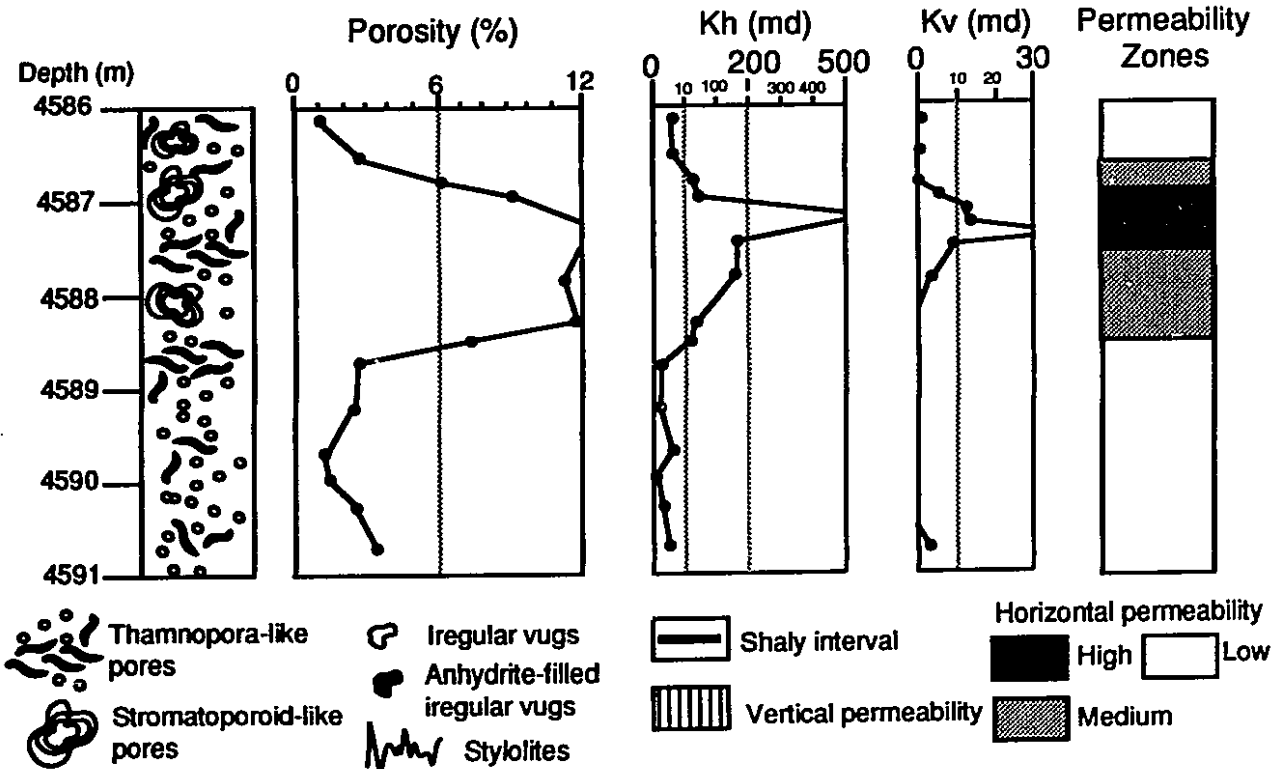 Porosity (%)
Kh (md)
Kv (md)
Permeability
Zones
Depth (m)
0
6
12
0
200
500
10
100
300
400
0
30
10
20
4586
4587
4588
4589
4590
4591
Thamnopora-like
pores
Stromatoporoid-like
pores
Iregular vugs
Anhydrite-filled
iregular vugs
Stylolites
Shaly interval
Vertical permeability
Horizontal permeability
High
Low
Medium